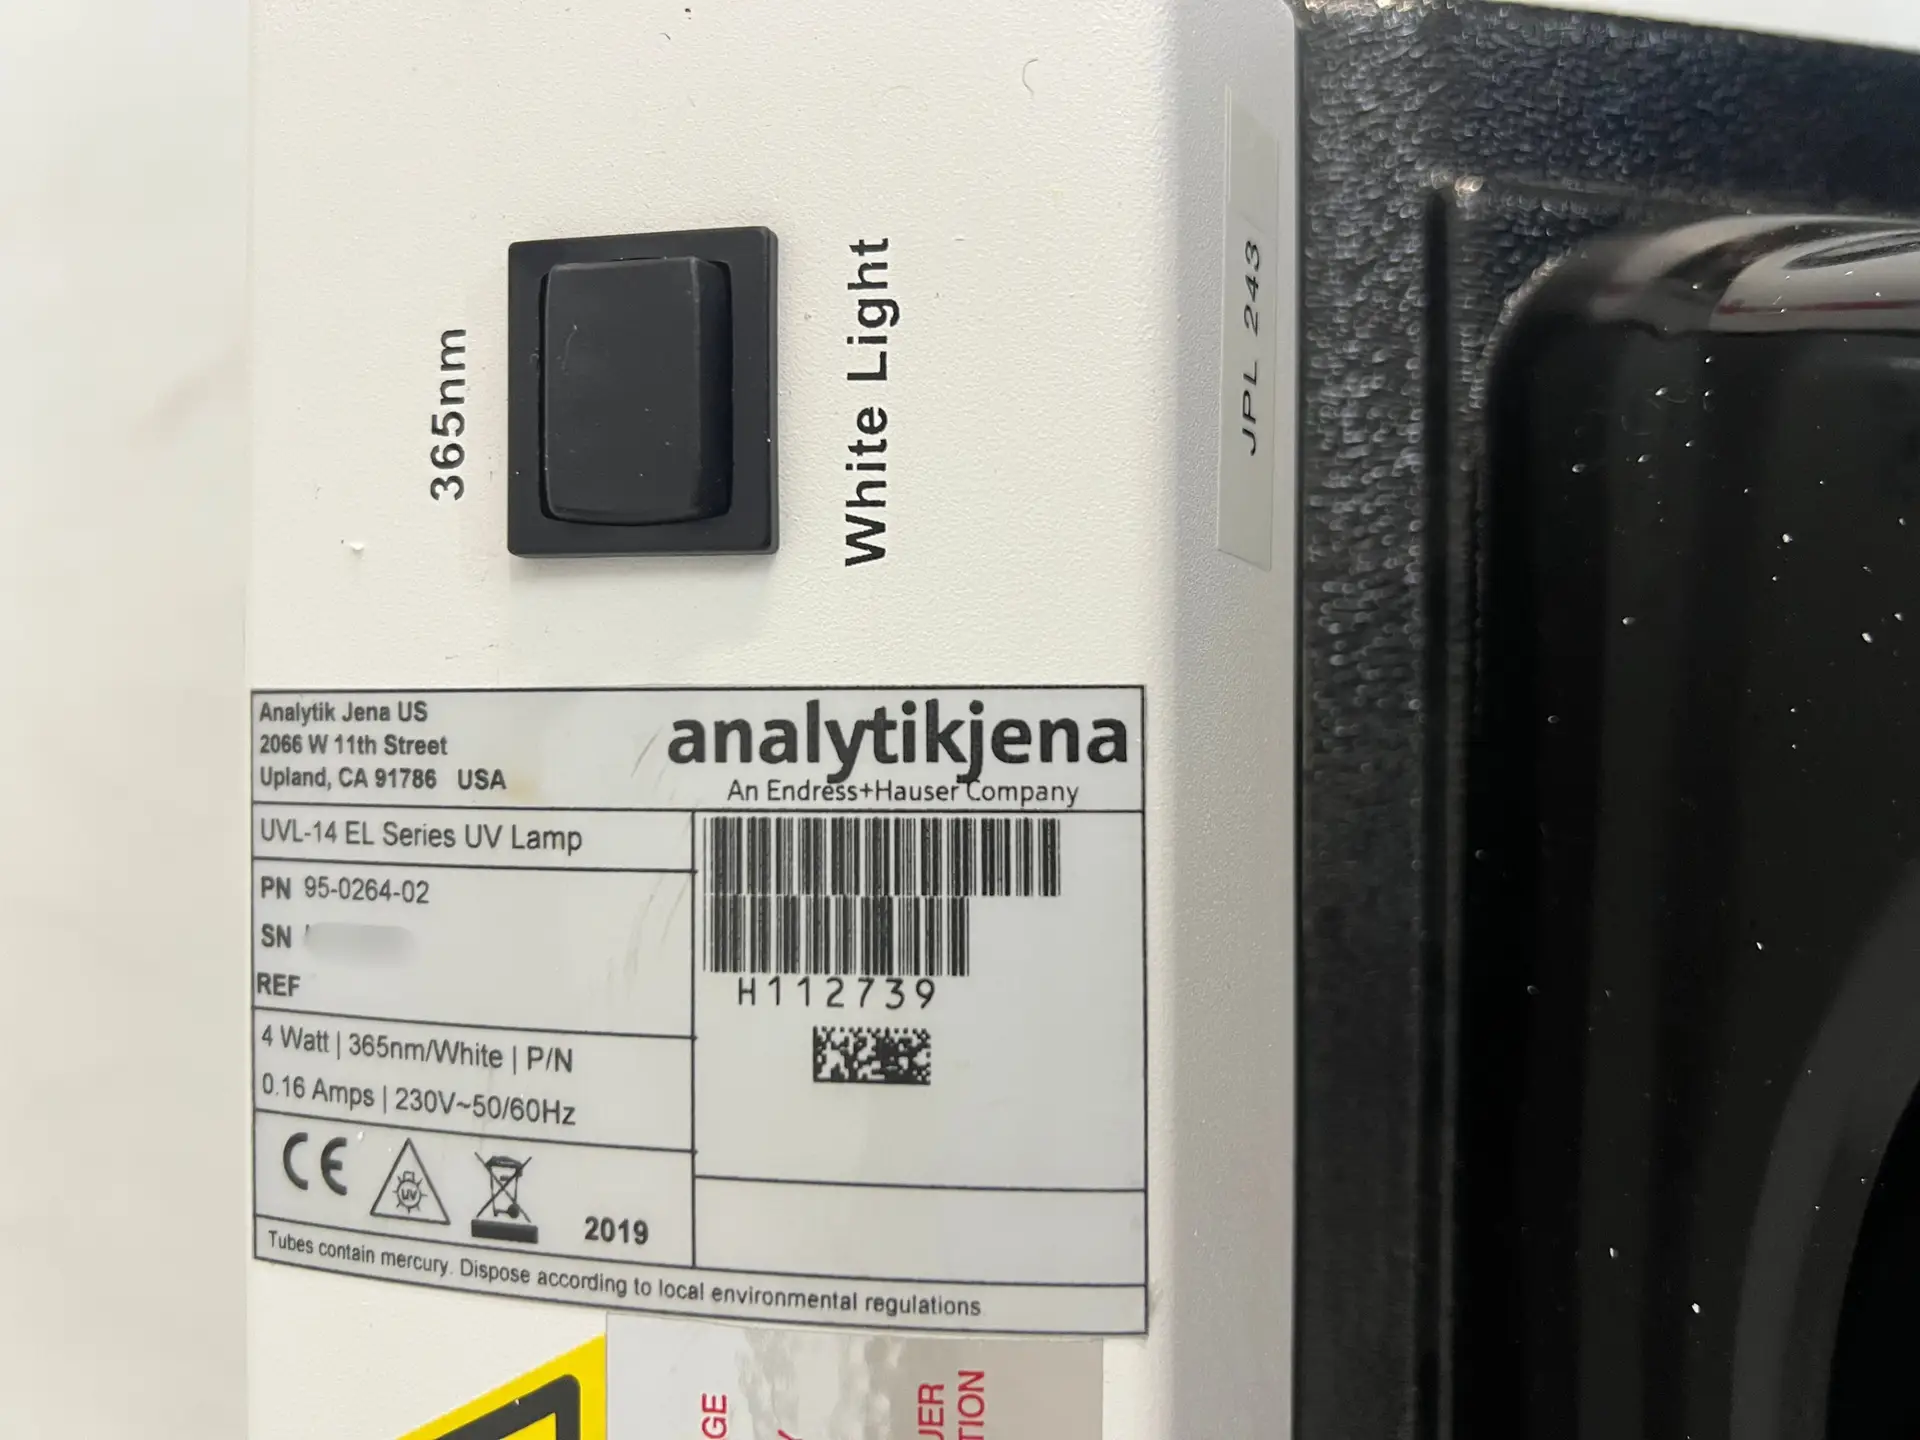 365nm
White Light
JPL 243
Analytik Jena US
2066 W 11th Street
Upland, CA 91786 USA
analytikjena
An Endress+Hauser Company
UVL-14 EL Series UV Lamp
PN 95-0264-02
SN
REF
H112739
4 Watt | 365nm/White | P/N
0.16 Amps | 230V~50/60Hz
CE
UV
2019
Tubes contain mercury. Dispose according to local environmental regulations